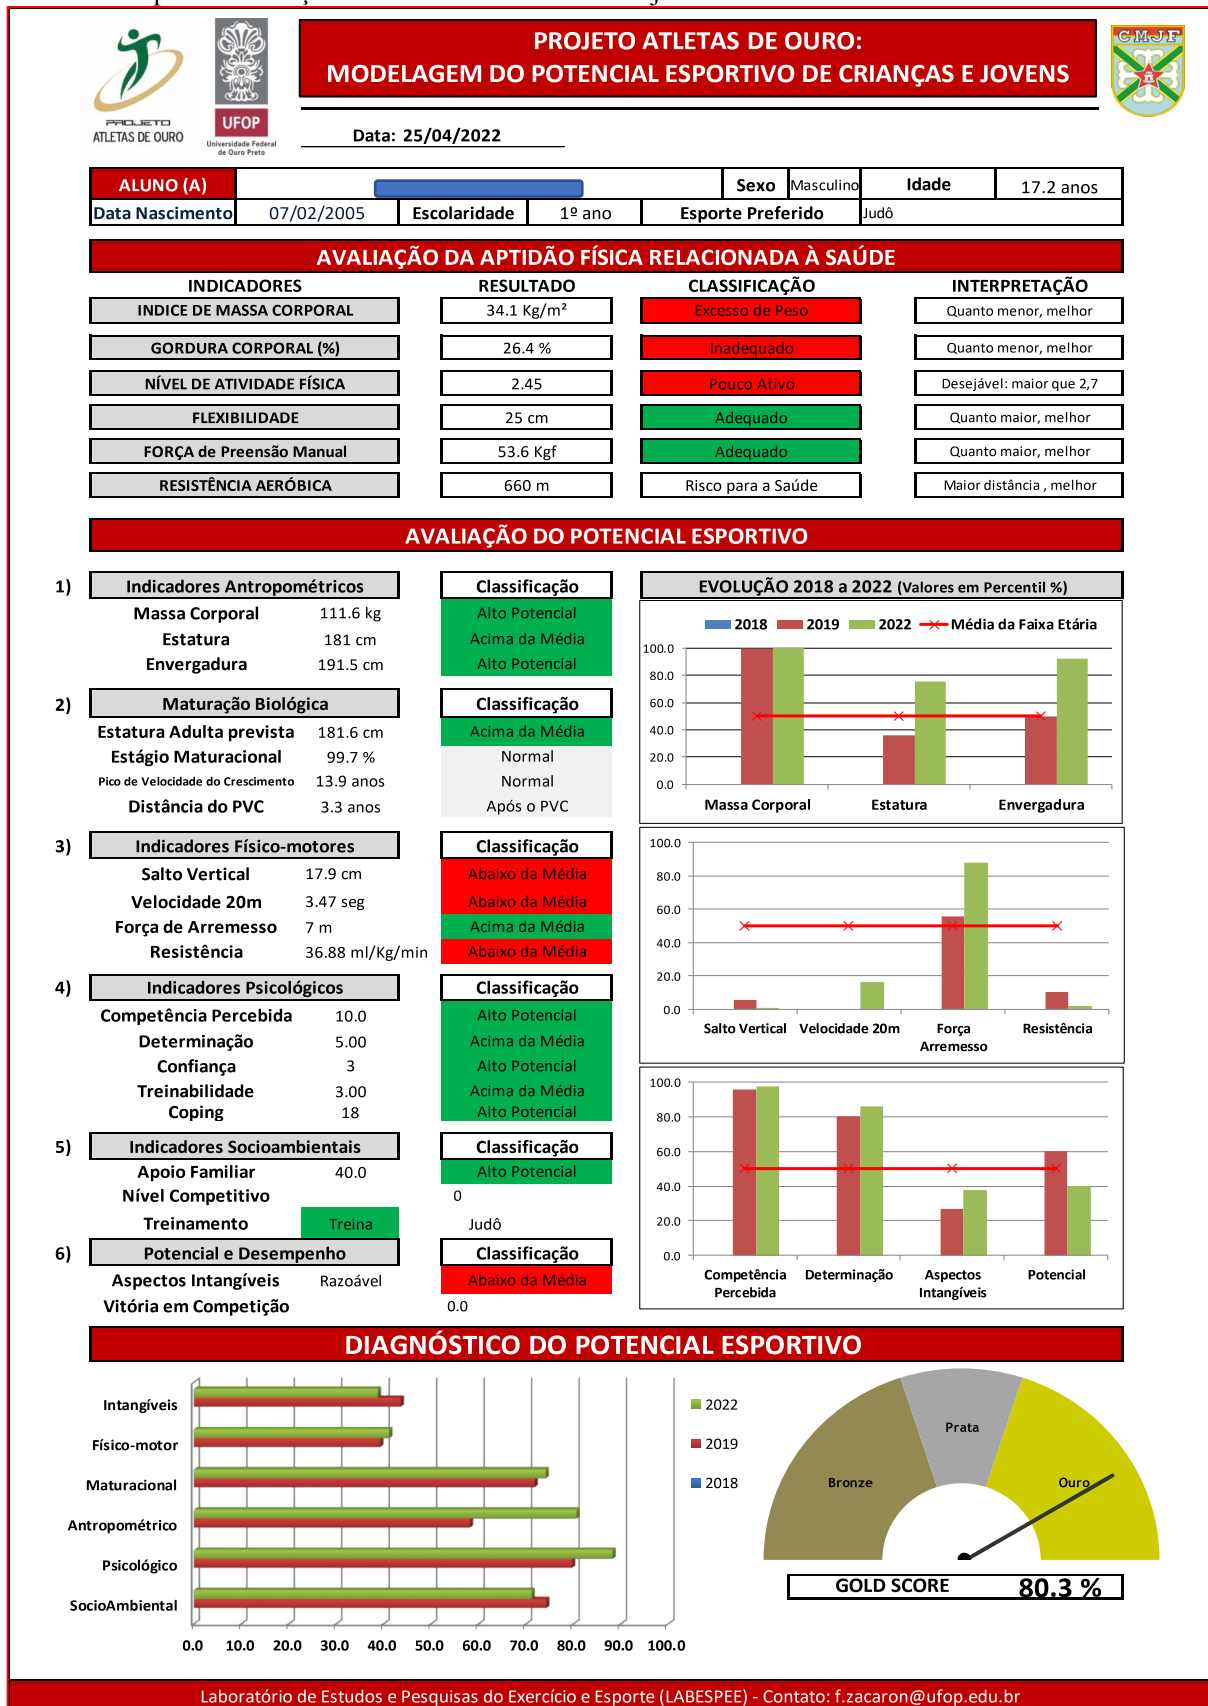 PROJETO
ATLETAS DE OURO
UFOP
Universidade Federal
de Ouro Preto
PROJETO ATLETAS DE OURO:
MODELAGEM DO POTENCIAL ESPORTIVO DE CRIANÇAS E JOVENS
CMJF
Data: 25/04/2022
ALUNO (A) Sexo Masculino Idade 17.2 anos
Data Nascimento 07/02/2005 Escolaridade 1º ano Esporte Preferido Judô
AVALIAÇÃO DA APTIDÃO FÍSICA RELACIONADA À SAÚDE
INDICADORES RESULTADO CLASSIFICAÇÃO INTERPRETAÇÃO
INDICE DE MASSA CORPORAL 34.1 Kg/m² Excesso de Peso Quanto menor, melhor
GORDURA CORPORAL (%) 26.4 % Inadequado Quanto menor, melhor
NÍVEL DE ATIVIDADE FÍSICA 2.45 Pouco Ativo Desejável: maior que 2,7
FLEXIBILIDADE 25 cm Adequado Quanto maior, melhor
FORÇA de Preensão Manual 53.6 Kgf Adequado Quanto maior, melhor
RESISTÊNCIA AERÓBICA 660 m Risco para a Saúde Maior distância , melhor
AVALIAÇÃO DO POTENCIAL ESPORTIVO
1) Indicadores Antropométricos Classificação
Massa Corporal 111.6 kg Alto Potencial
Estatura 181 cm Acima da Média
Envergadura 191.5 cm Alto Potencial
2) Maturação Biológica Classificação
Estatura Adulta prevista 181.6 cm Acima da Média
Estágio Maturacional 99.7 % Normal
Pico de Velocidade do Crescimento 13.9 anos Normal
Distância do PVC 3.3 anos Após o PVC
3) Indicadores Físico-motores Classificação
Salto Vertical 17.9 cm Abaixo da Média
Velocidade 20m 3.47 seg Abaixo da Média
Força de Arremesso 7 m Acima da Média
Resistência 36.88 ml/Kg/min Abaixo da Média
4) Indicadores Psicológicos Classificação
Competência Percebida 10.0 Alto Potencial
Determinação 5.00 Acima da Média
Confiança 3 Alto Potencial
Treinabilidade 3.00 Acima da Média
Coping 18 Alto Potencial
5) Indicadores Socioambientais Classificação
Apoio Familiar 40.0 Alto Potencial
Nível Competitivo 0
Treinamento Treina Judô
6) Potencial e Desempenho Classificação
Aspectos Intangíveis Razoável Abaixo da Média
Vitória em Competição 0.0
EVOLUÇÃO 2018 a 2022 (Valores em Percentil %)
2018 2019 2022 Média da Faixa Etária
100.0
80.0
60.0
40.0
20.0
0.0
Massa Corporal Estatura Envergadura
100.0
80.0
60.0
40.0
20.0
0.0
Salto Vertical Velocidade 20m Força Resistência
Arremesso
100.0
80.0
60.0
40.0
20.0
0.0
Competência Determinação Aspectos Potencial
Percebida Intangíveis
DIAGNÓSTICO DO POTENCIAL ESPORTIVO
Intangíveis
Físico-motor
Maturacional
Antropométrico
Psicológico
SocioAmbiental
0.0 10.0 20.0 30.0 40.0 50.0 60.0 70.0 80.0 90.0 100.0
2022
2019
2018
Bronze
Prata
Ouro
GOLD SCORE 80.3 %
Laboratório de Estudos e Pesquisas do Exercício e Esporte (LABESPEE) - Contato: f.zacaron@ufop.edu.br